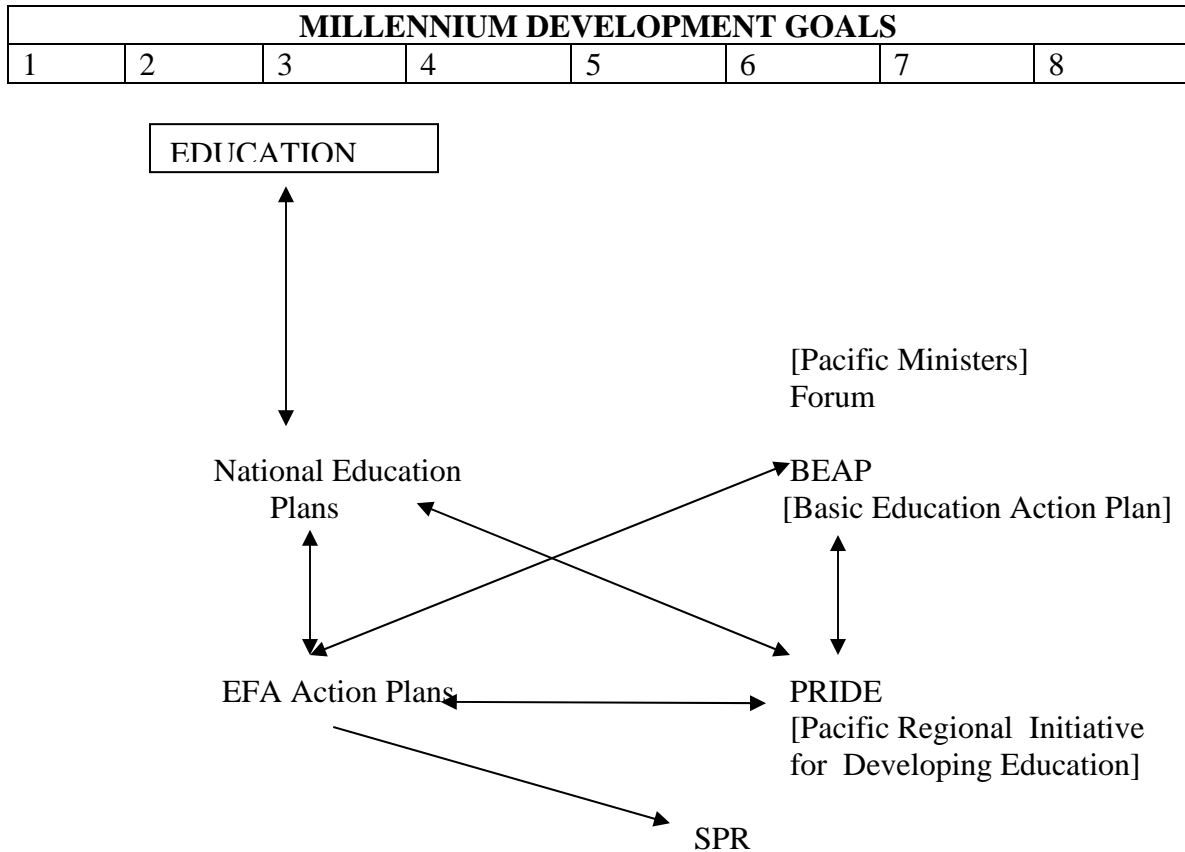 MILLENNIUM DEVELOPMENT GOALS
1 2 3 4 5 6 7 8
EDUCATION
[Pacific Ministers]
Forum
National Education
Plans
BEAP
[Basic Education Action Plan]
EFA Action Plans
PRIDE
[Pacific Regional Initiative
for Developing Education]
SPR